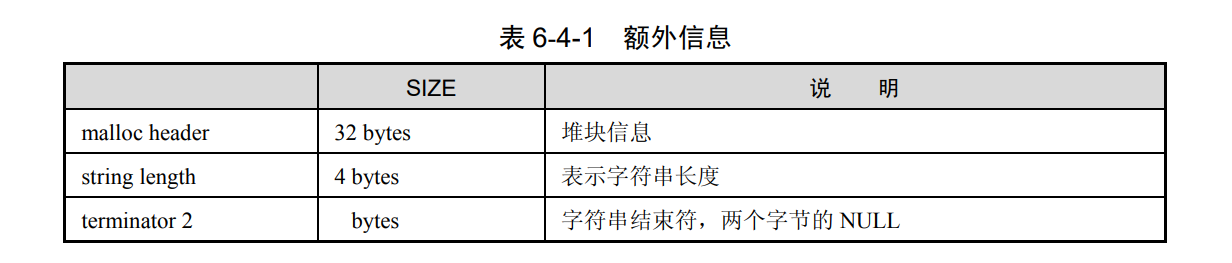 表 6-4-1 额外信息
SIZE 说 明
malloc header 32 bytes 堆块信息
string length 4 bytes 表示字符串长度
terminator 2 bytes 字符串结束符，两个字节的 NULL